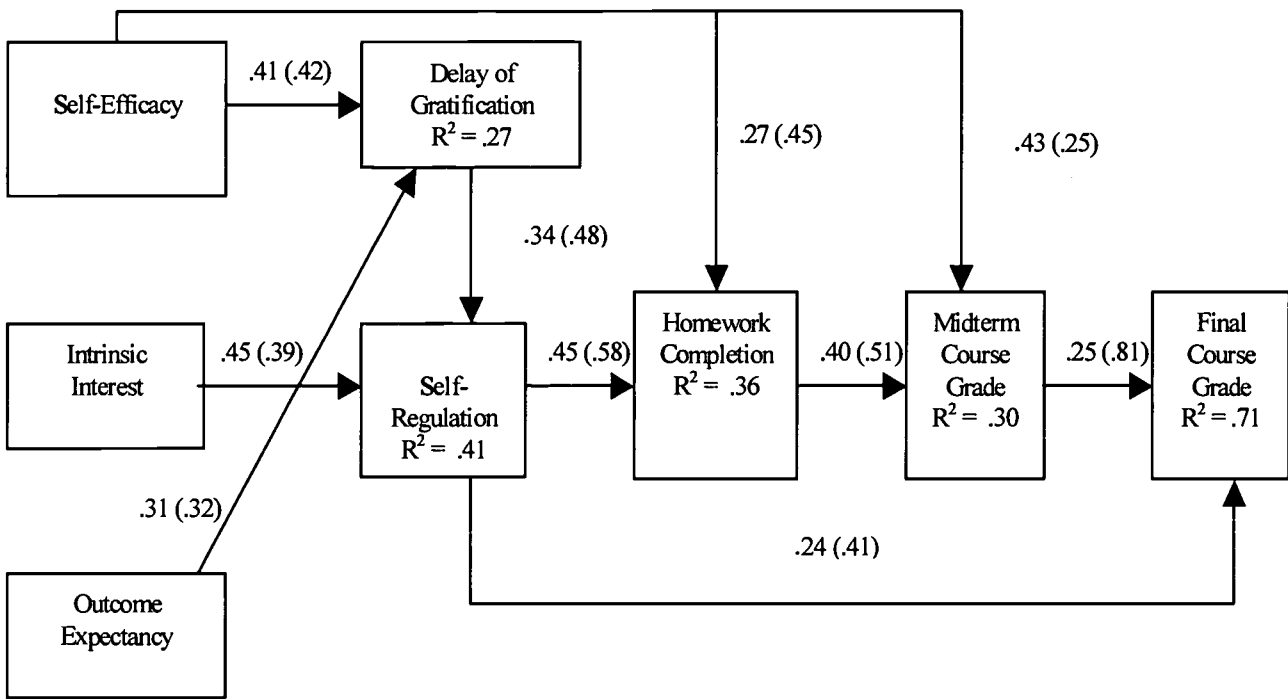 Self-Efficacy
.41 (.42)
Delay of
Gratification
R² = .27
.27 (.45)
.43 (.25)
.34 (.48)
Intrinsic
Interest
.45 (.39)
Self-
Regulation
R² = .41
.45 (.58)
Homework
Completion
R² = .36
.40 (.51)
Midterm
Course
Grade
R² = .30
.25 (.81)
Final
Course
Grade
R² = .71
.31 (.32)
.24 (.41)
Outcome
Expectancy